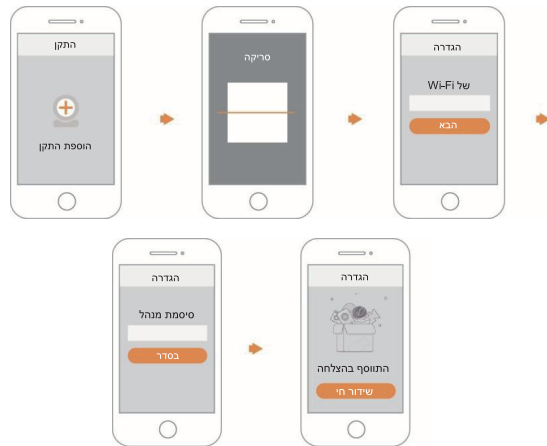 התקן
הוספת התקן
סריקה
הגדרה
של Wi-Fi
הבא
הגדרה
סיסמת מנהל
בסדר
הגדרה
התווסף בהצלחה
שידור חי